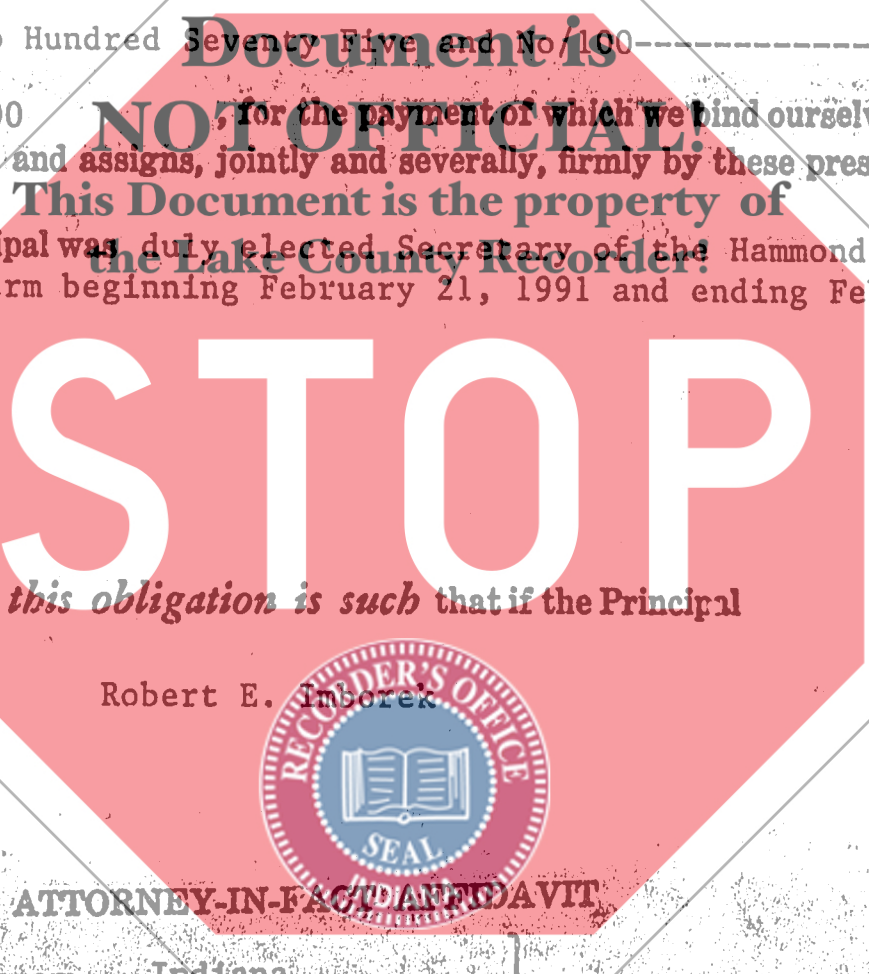 Hundred Seventy Five and No/100--------------
Document is
00 , for the payment of which we bind ourselv
NOT OFFICIAL!
and assigns, jointly and severally, firmly by these pres
This Document is the property of
ipal was duly elected Secretary of the Hammond
the Lake County Recorder!
rm beginning February 21, 1991 and ending Fe
STOP
this obligation is such that if the Principal
Robert E. Imborek
RECORDER'S OFFICE
SEAL
INDIANA
ATTORNEY-IN-FACT AFFIDAVIT
Indiana